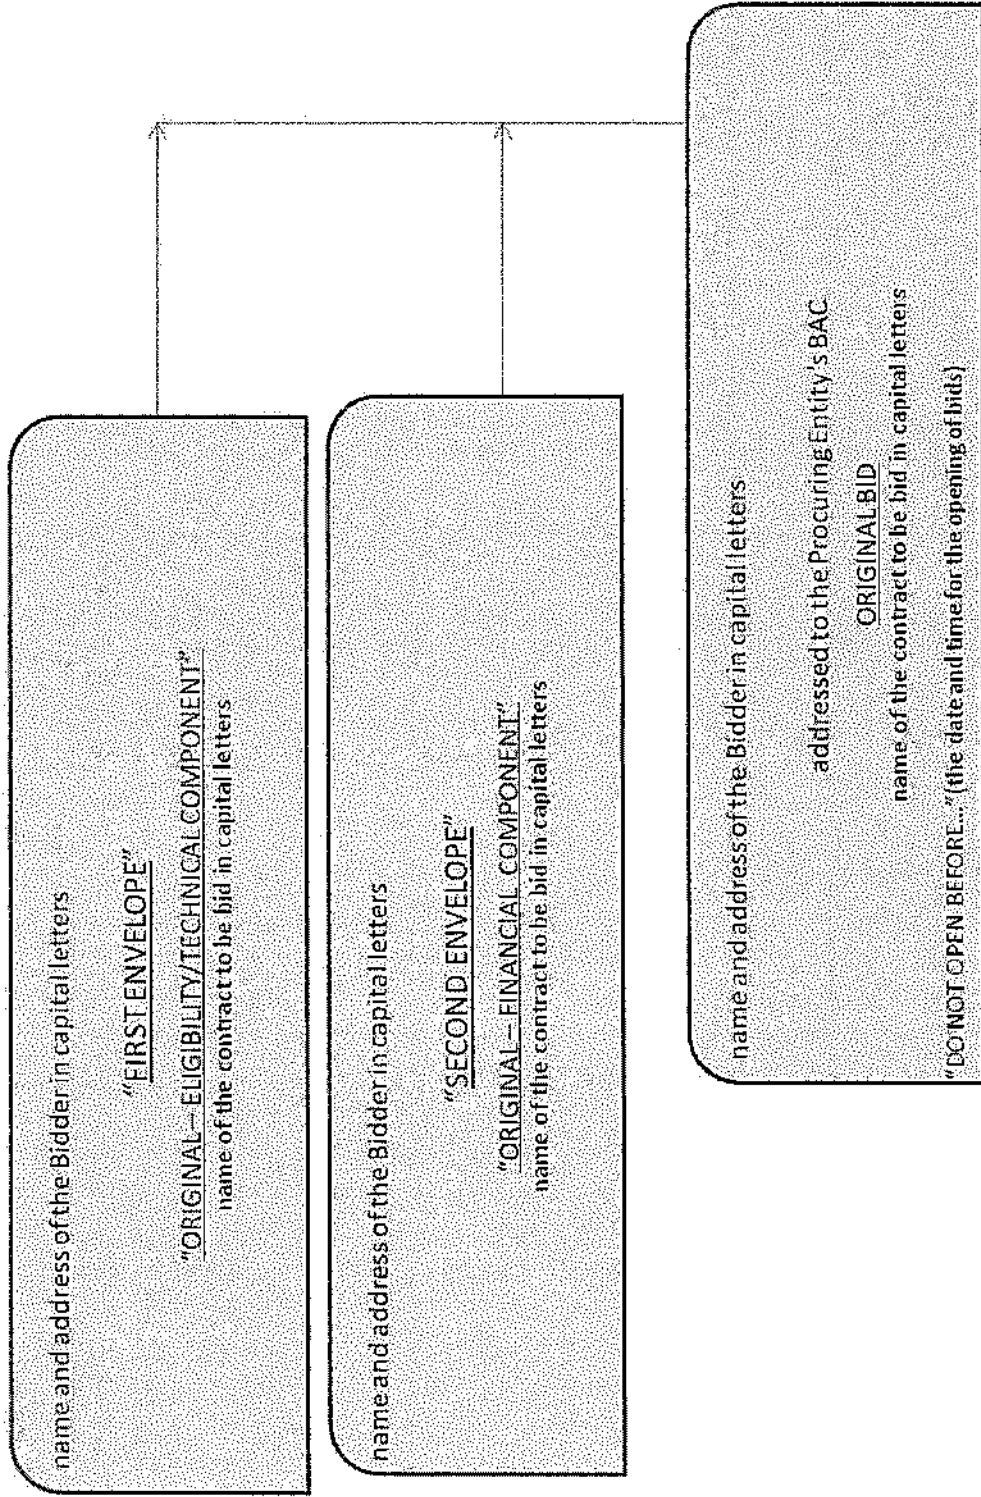 name and address of the Bidder in capital letters
"FIRST ENVELOPE"
"ORIGINAL – ELIGIBILITY/TECHNICAL COMPONENT"
name of the contract to be bid in capital letters
name and address of the Bidder in capital letters
"SECOND ENVELOPE"
"ORIGINAL – FINANCIAL COMPONENT"
name of the contract to be bid in capital letters
name and address of the Bidder in capital letters
addressed to the Procuring Entity's BAC
ORIGINAL BID
name of the contract to be bid in capital letters
"DO NOT OPEN BEFORE..." (the date and time for the opening of bids)